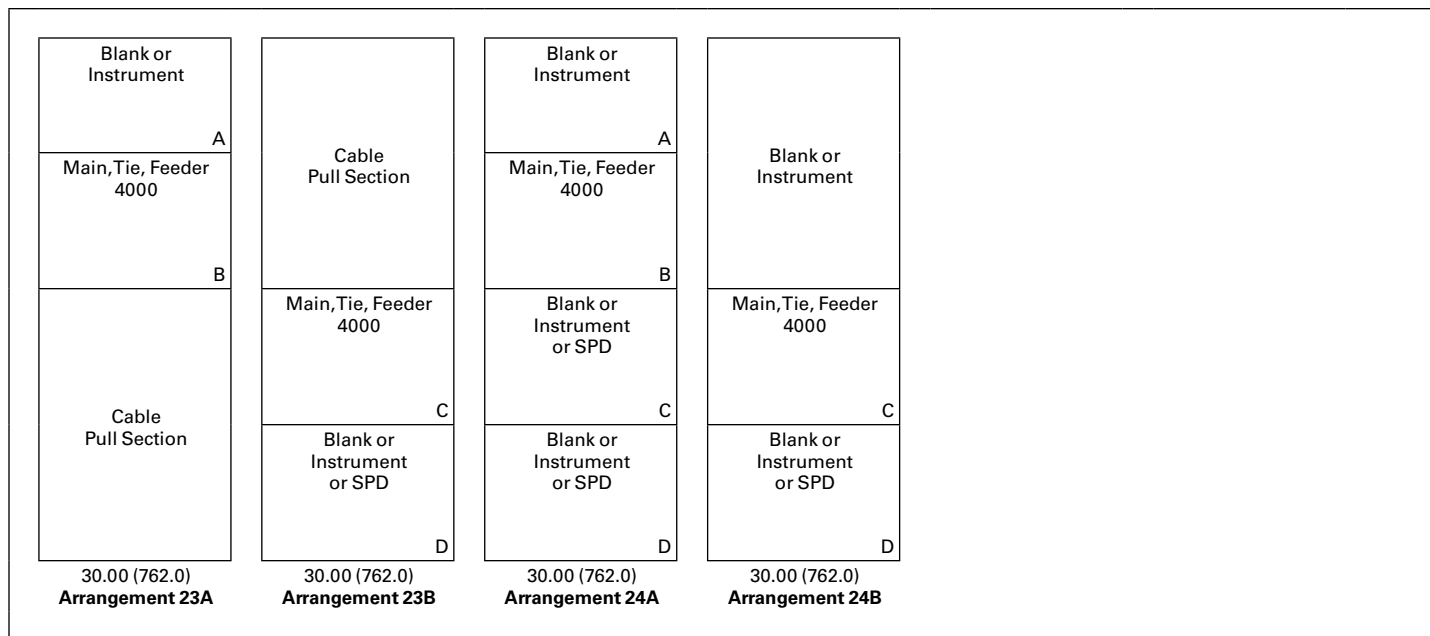 Blank or
Instrument
A
Main, Tie, Feeder
4000
B
Cable
Pull Section
30.00 (762.0)
Arrangement 23A
Cable
Pull Section
Main, Tie, Feeder
4000
C
Blank or
Instrument
or SPD
D
30.00 (762.0)
Arrangement 23B
Blank or
Instrument
A
Main, Tie, Feeder
4000
B
Blank or
Instrument
or SPD
C
Blank or
Instrument
or SPD
D
30.00 (762.0)
Arrangement 24A
Blank or
Instrument
Main, Tie, Feeder
4000
C
Blank or
Instrument
or SPD
D
30.00 (762.0)
Arrangement 24B